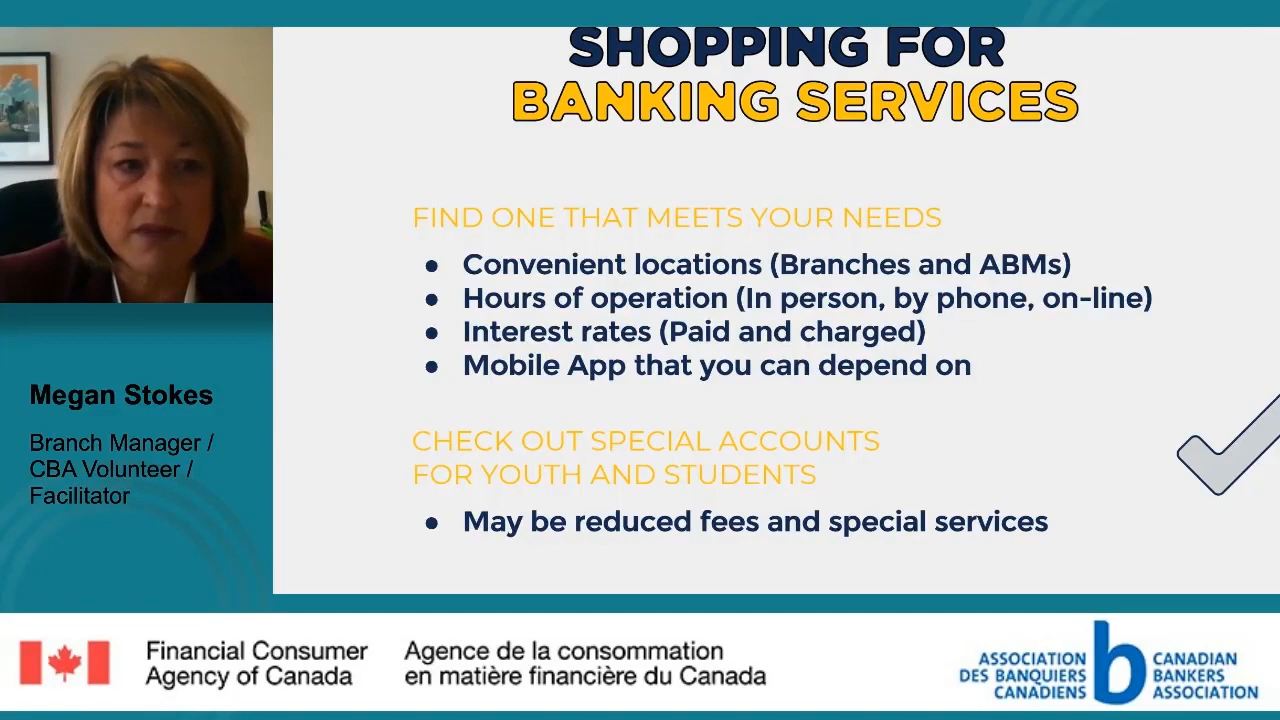 SHOPPING FOR
BANKING SERVICES
FIND ONE THAT MEETS YOUR NEEDS
● Convenient locations (Branches and ABMs)
● Hours of operation (In person, by phone, on-line)
● Interest rates (Paid and charged)
● Mobile App that you can depend on
CHECK OUT SPECIAL ACCOUNTS
FOR YOUTH AND STUDENTS
● May be reduced fees and special services
Megan Stokes
Branch Manager /
CBA Volunteer /
Facilitator
Financial Consumer
Agency of Canada
Agence de la consommation
en matière financière du Canada
ASSOCIATION
DES BANQUIERS
CANADIENS
b
CANADIAN
BANKERS
ASSOCIATION